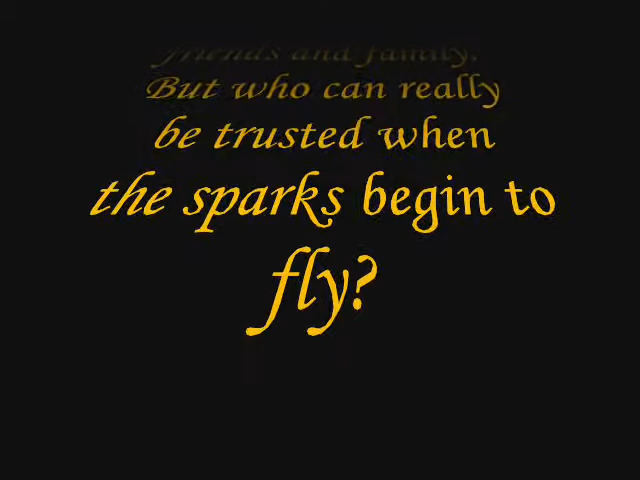 friends and family.
But who can really
be trusted when
the sparks begin to
fly?